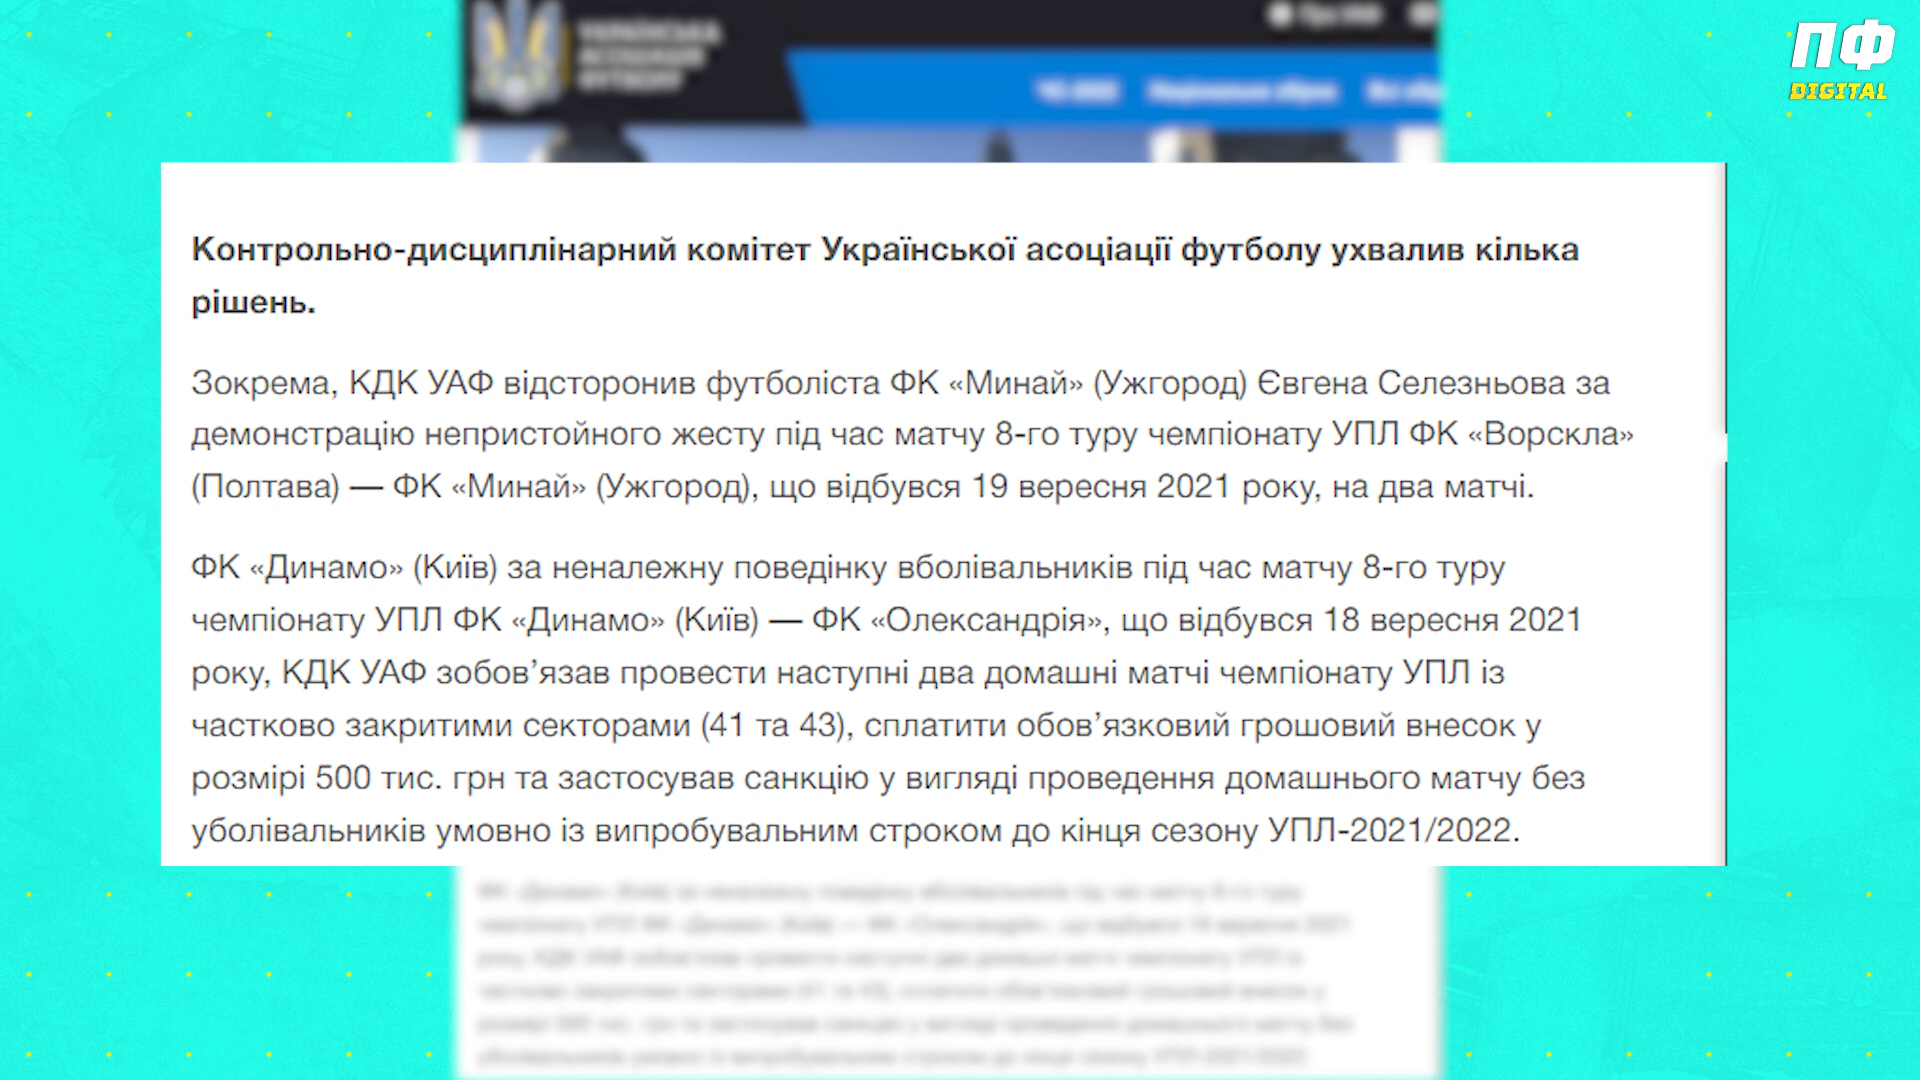 УКРАЇНСЬКА
АСОЦІАЦІЯ
ФУТБОЛУ
ПФ
DIGITAL
Контрольно-дисциплінарний комітет Української асоціації футболу ухвалив кілька
рішень.
Зокрема, КДК УАФ відсторонив футболіста ФК «Минай» (Ужгород) Євгена Селезньова за
демонстрацію непристойного жесту під час матчу 8-го туру чемпіонату УПЛ ФК «Ворскла»
(Полтава) — ФК «Минай» (Ужгород), що відбувся 19 вересня 2021 року, на два матчі.
ФК «Динамо» (Київ) за неналежну поведінку вболівальників під час матчу 8-го туру
чемпіонату УПЛ ФК «Динамо» (Київ) — ФК «Олександрія», що відбувся 18 вересня 2021
року, КДК УАФ зобов’язав провести наступні два домашні матчі чемпіонату УПЛ із
частково закритими секторами (41 та 43), сплатити обов’язковий грошовий внесок у
розмірі 500 тис. грн та застосував санкцію у вигляді проведення домашнього матчу без
уболівальників умовно із випробувальним строком до кінця сезону УПЛ-2021/2022.